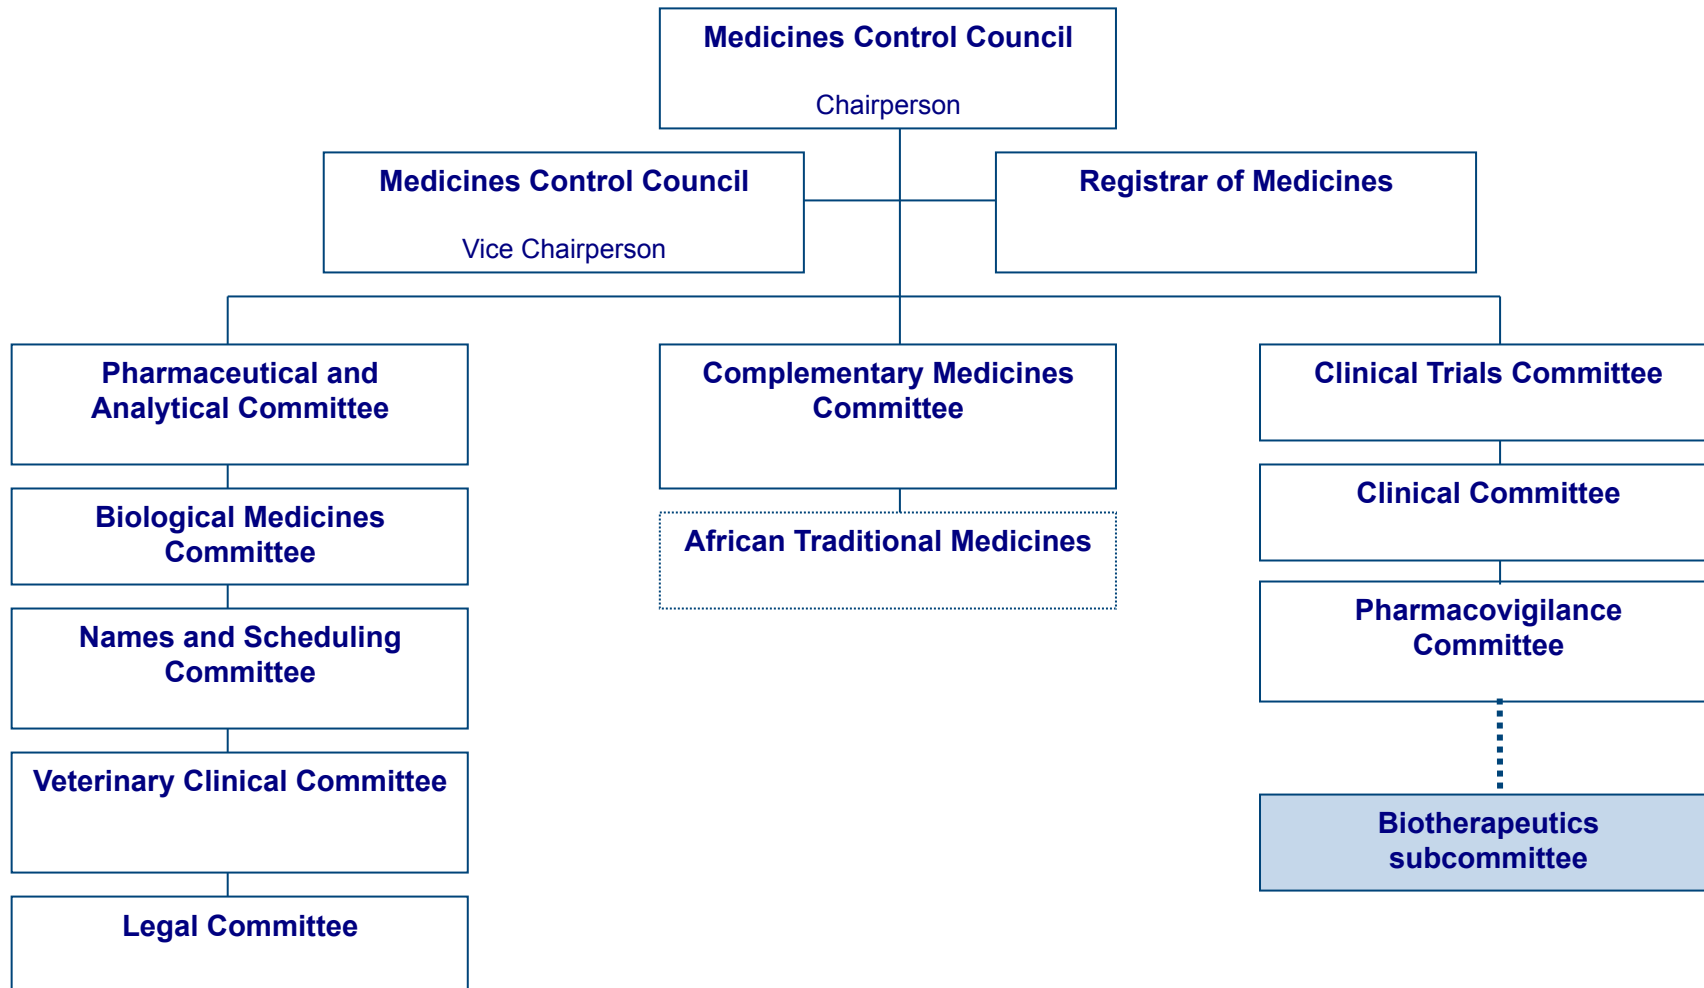 Medicines Control Council
Chairperson
Medicines Control Council
Vice Chairperson
Registrar of Medicines
Pharmaceutical and
Analytical Committee
Biological Medicines
Committee
Names and Scheduling
Committee
Veterinary Clinical Committee
Legal Committee
Complementary Medicines
Committee
African Traditional Medicines
Clinical Trials Committee
Clinical Committee
Pharmacovigilance
Committee
Biotherapeutics
subcommittee